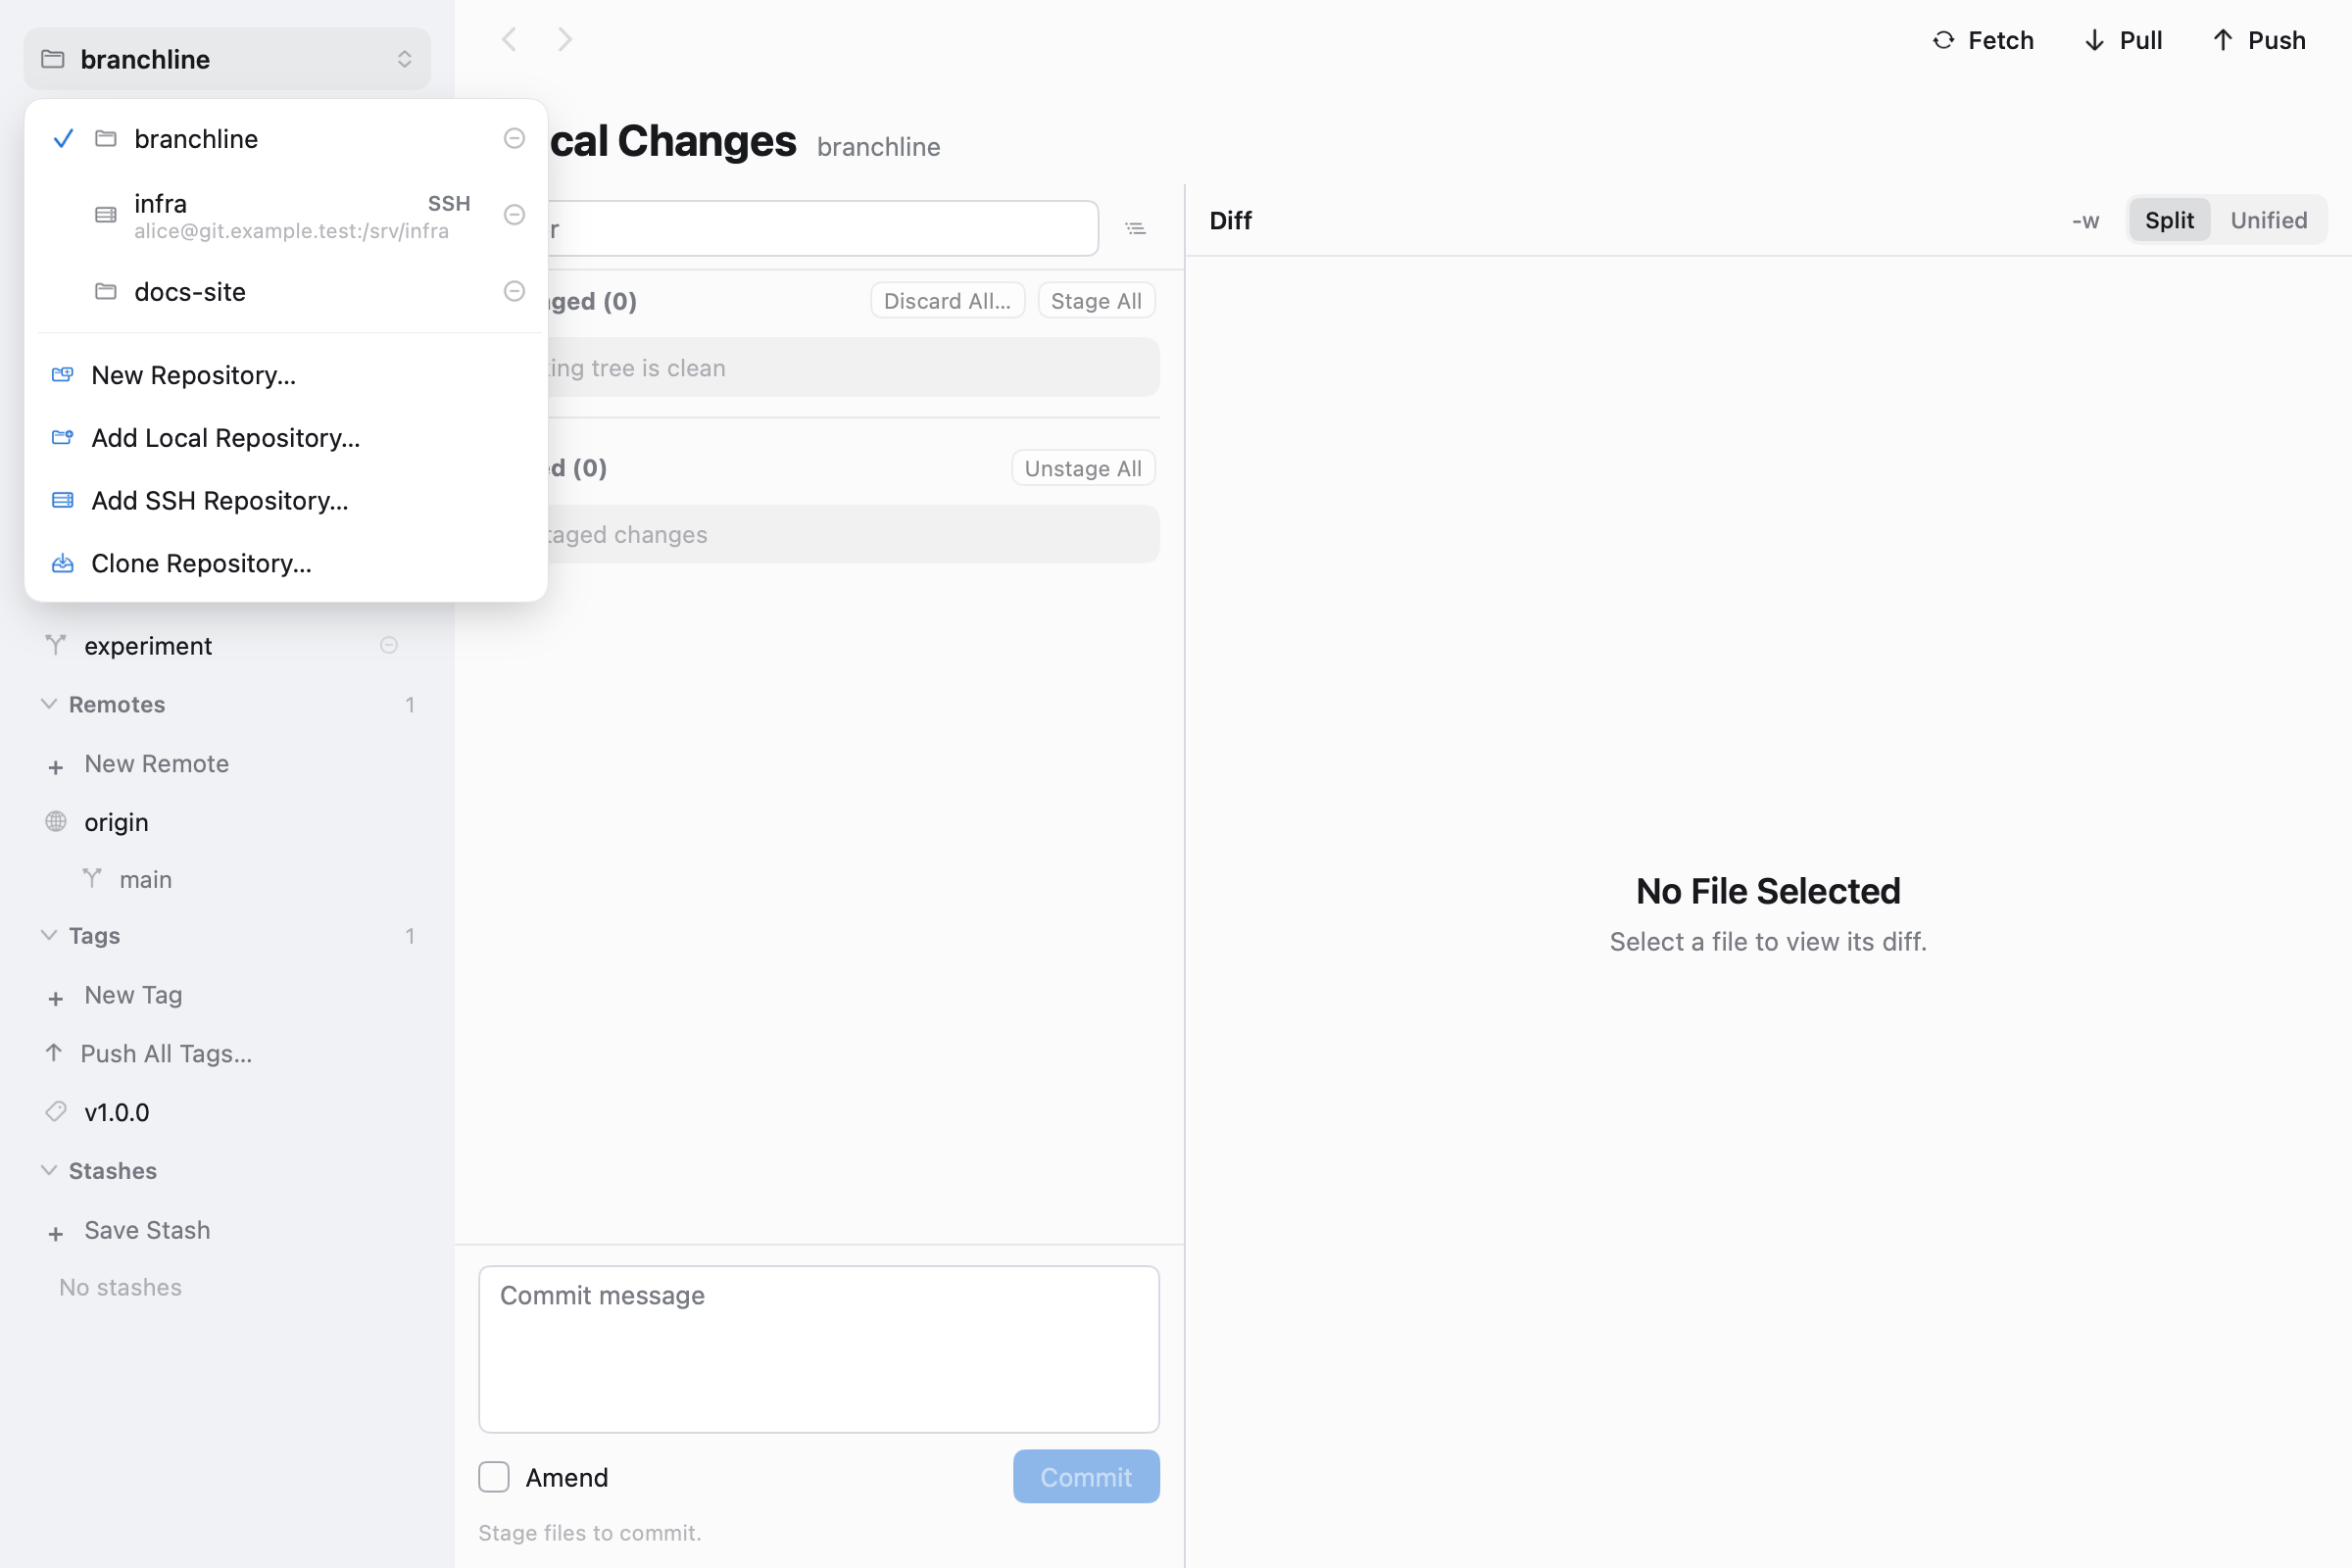 branchline
Fetch
Pull
Push
branchline
infra
SSH
alice@git.example.test:/srv/infra
docs-site
New Repository...
Add Local Repository...
Add SSH Repository...
Clone Repository...
experiment
Remotes 1
+ New Remote
origin
main
Tags 1
+ New Tag
Push All Tags...
v1.0.0
Stashes
+ Save Stash
No stashes
cal Changes branchline
r
ged (0)
Discard All...
Stage All
ing tree is clean
d (0)
Unstage All
taged changes
Commit message
Amend
Commit
Stage files to commit.
Diff
-w
Split
Unified
No File Selected
Select a file to view its diff.